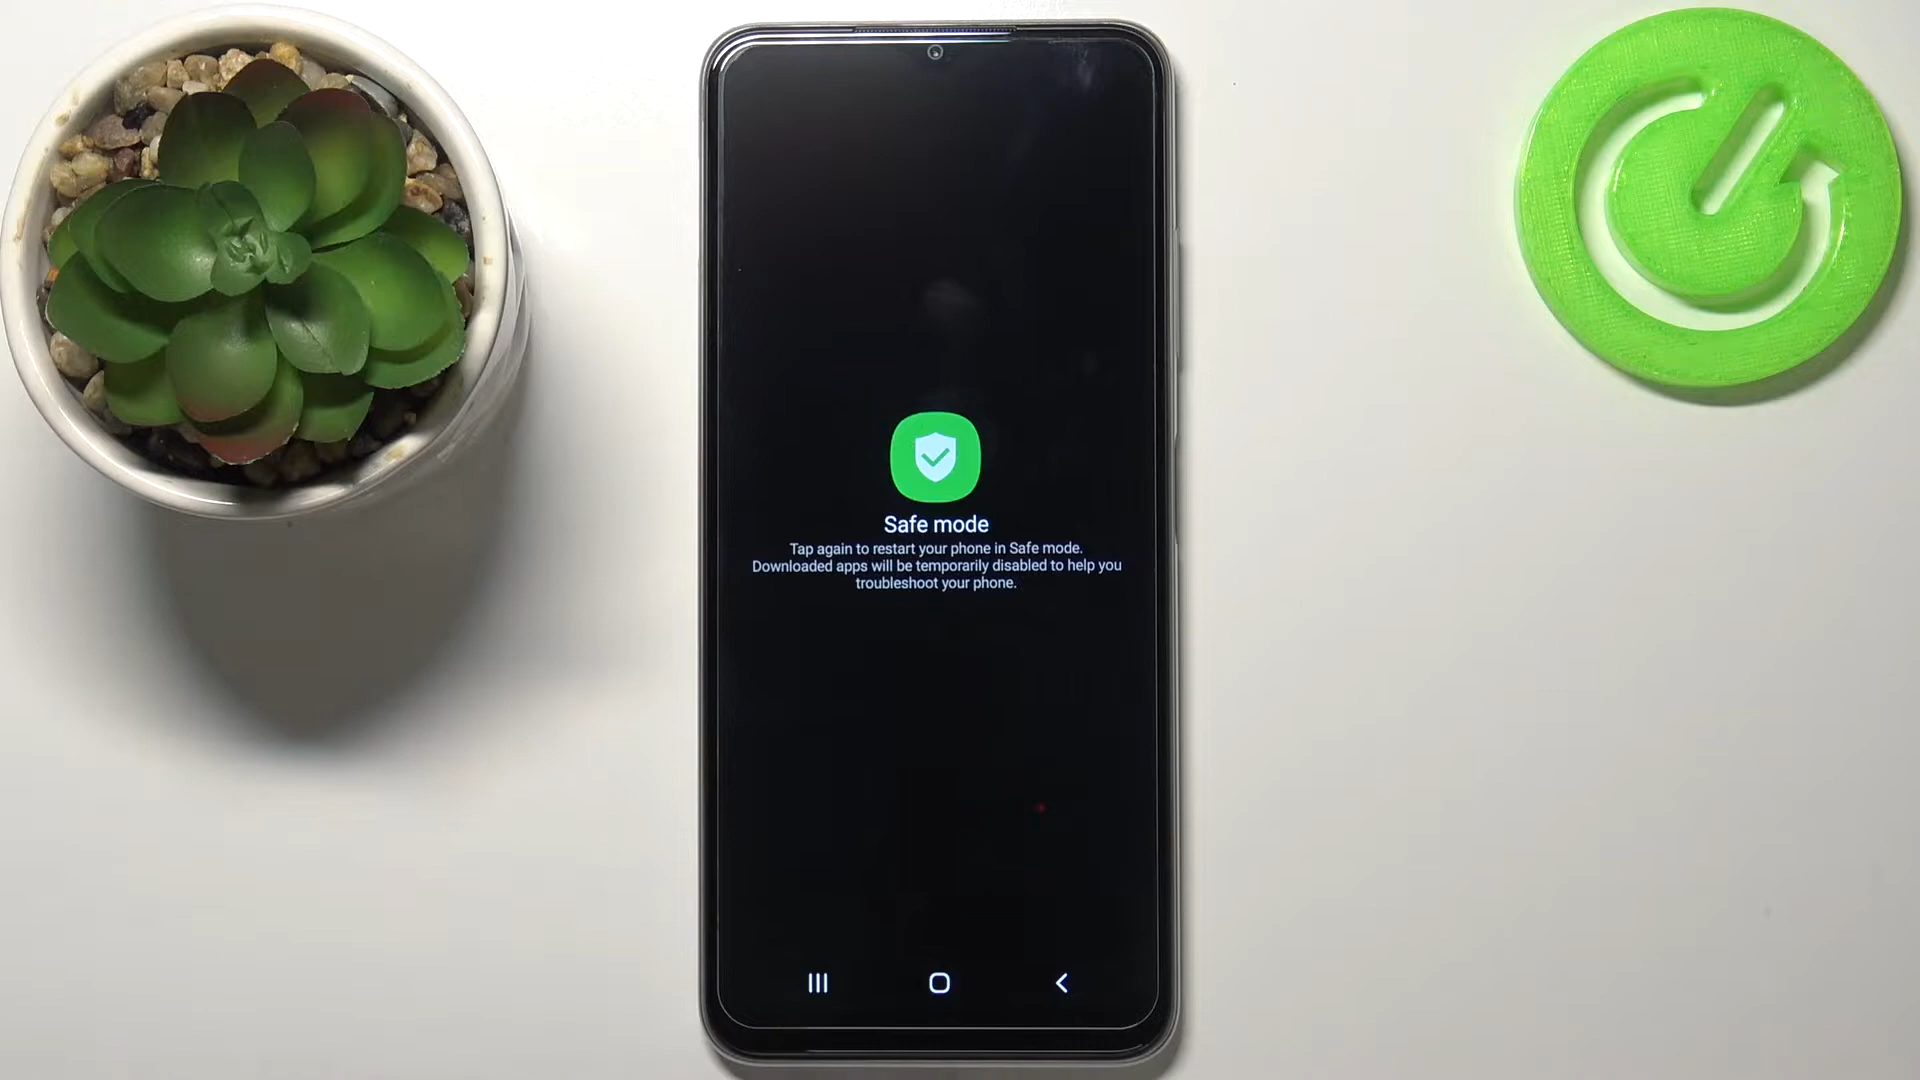 Safe mode
Tap again to restart your phone in Safe mode.
Downloaded apps will be temporarily disabled to help you
troubleshoot your phone.